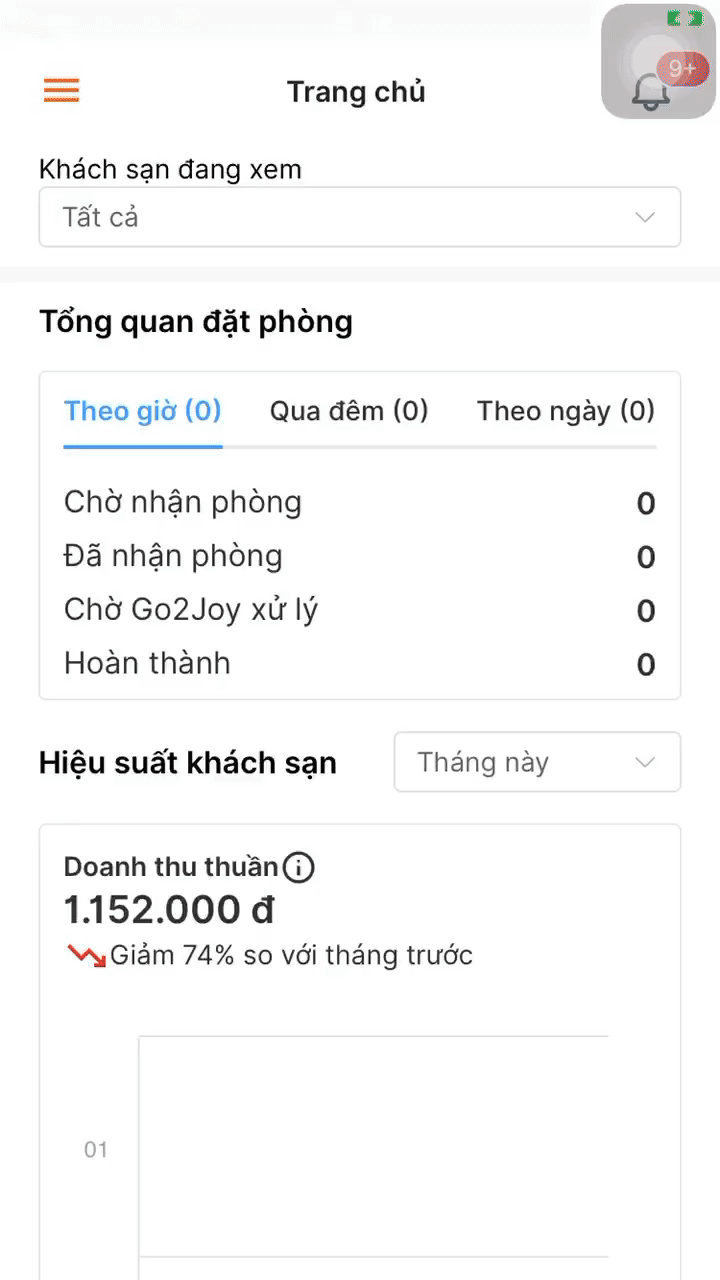 9+
Trang chủ
Khách sạn đang xem
Tất cả
Tổng quan đặt phòng
Theo giờ (0) Qua đêm (0) Theo ngày (0)
Chờ nhận phòng 0
Đã nhận phòng 0
Chờ Go2Joy xử lý 0
Hoàn thành 0
Hiệu suất khách sạn Tháng này
Doanh thu thuần
1.152.000 đ
Giảm 74% so với tháng trước
01